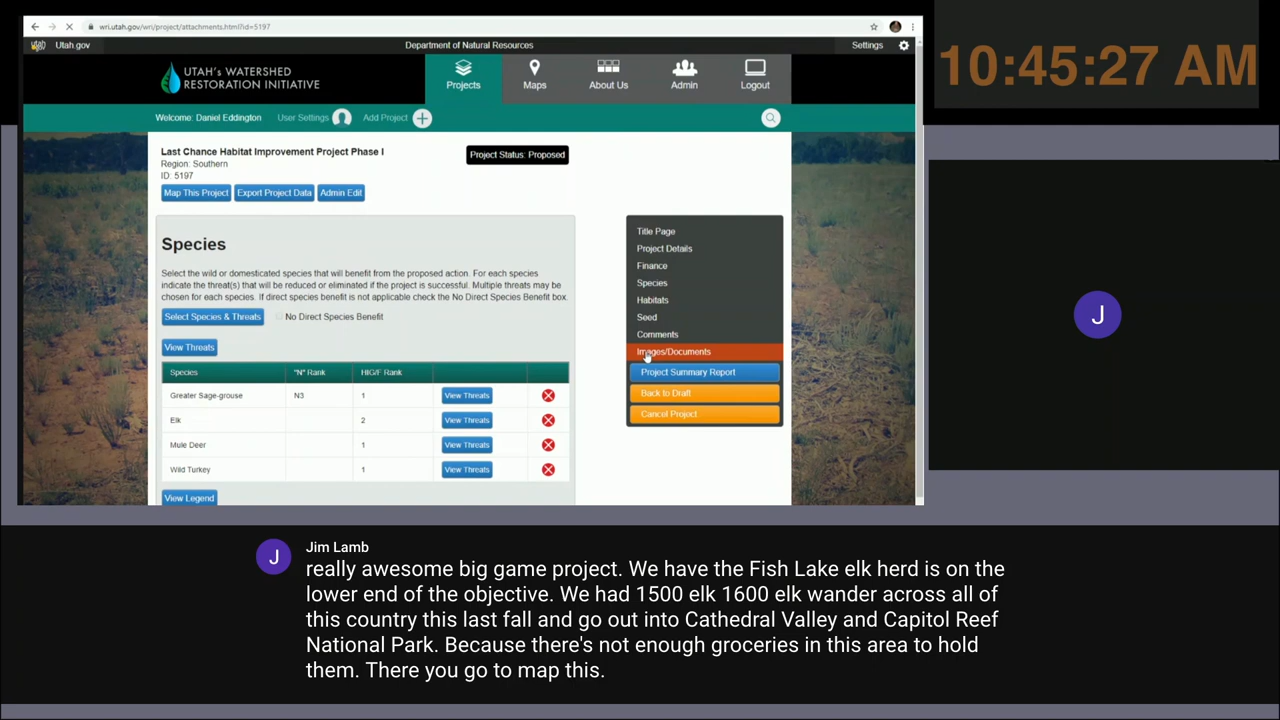 wri.utah.gov/wri/project/attachments.html?id=5197
10:45:27 AM
Utah.gov
Department of Natural Resources
Settings
UTAH's WATERSHED
RESTORATION INITIATIVE
Projects
Maps
About Us
Admin
Logout
Welcome: Daniel Eddington
User Settings
Add Project
Last Chance Habitat Improvement Project Phase I
Region: Southern
ID: 5197
Project Status: Proposed
Map This Project
Export Project Data
Admin Edit
Species
Select the wild or domesticated species that will benefit from the proposed action. For each species
indicate the threat(s) that will be reduced or eliminated if the project is successful. Multiple threats may be
chosen for each species. If direct species benefit is not applicable check the No Direct Species Benefit box.
Select Species & Threats
No Direct Species Benefit
View Threats
Species "N" Rank HIG/F Rank
Greater Sage-grouse N3 1 View Threats
Elk 2 View Threats
Mule Deer 1 View Threats
Wild Turkey 1 View Threats
View Legend
Title Page
Project Details
Finance
Species
Habitats
Seed
Comments
Images/Documents
Project Summary Report
Back to Draft
Cancel Project
J
J
Jim Lamb
really awesome big game project. We have the Fish Lake elk herd is on the
lower end of the objective. We had 1500 elk 1600 elk wander across all of
this country this last fall and go out into Cathedral Valley and Capitol Reef
National Park. Because there's not enough groceries in this area to hold
them. There you go to map this.